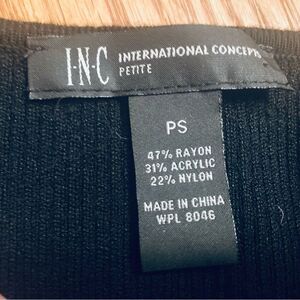 I·N·C INTERNATIONAL CONCEPTS
PETITE
PS
47% RAYON
31% ACRYLIC
22% NYLON
MADE IN CHINA
WPL 8046